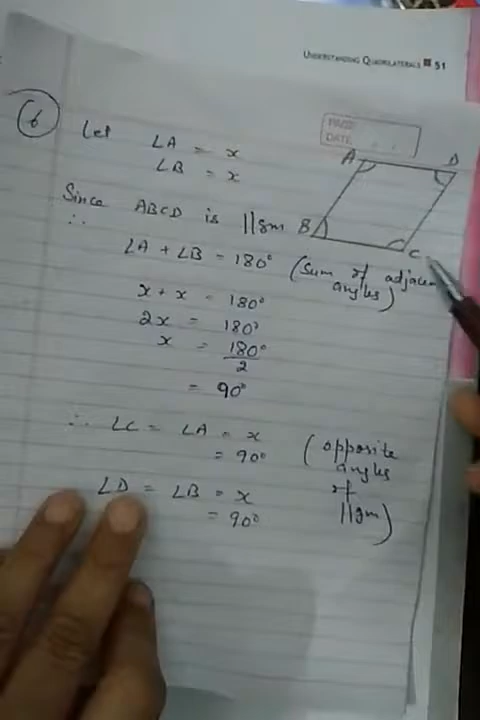 UNDERSTANDING QUADRILATERALS ■ 51
PAGE
DATE
6
Let ∠A = x
∠B = x
A D
B C
Since ABCD is ||gm
∴
∠A + ∠B = 180° (Sum of adjacen
angles)
x + x = 180°
2x = 180°
x = 180°
2
= 90°
∴ ∠C = ∠A = x (opposite
= 90° angles
of
∠D = ∠B = x ||gm)
= 90°